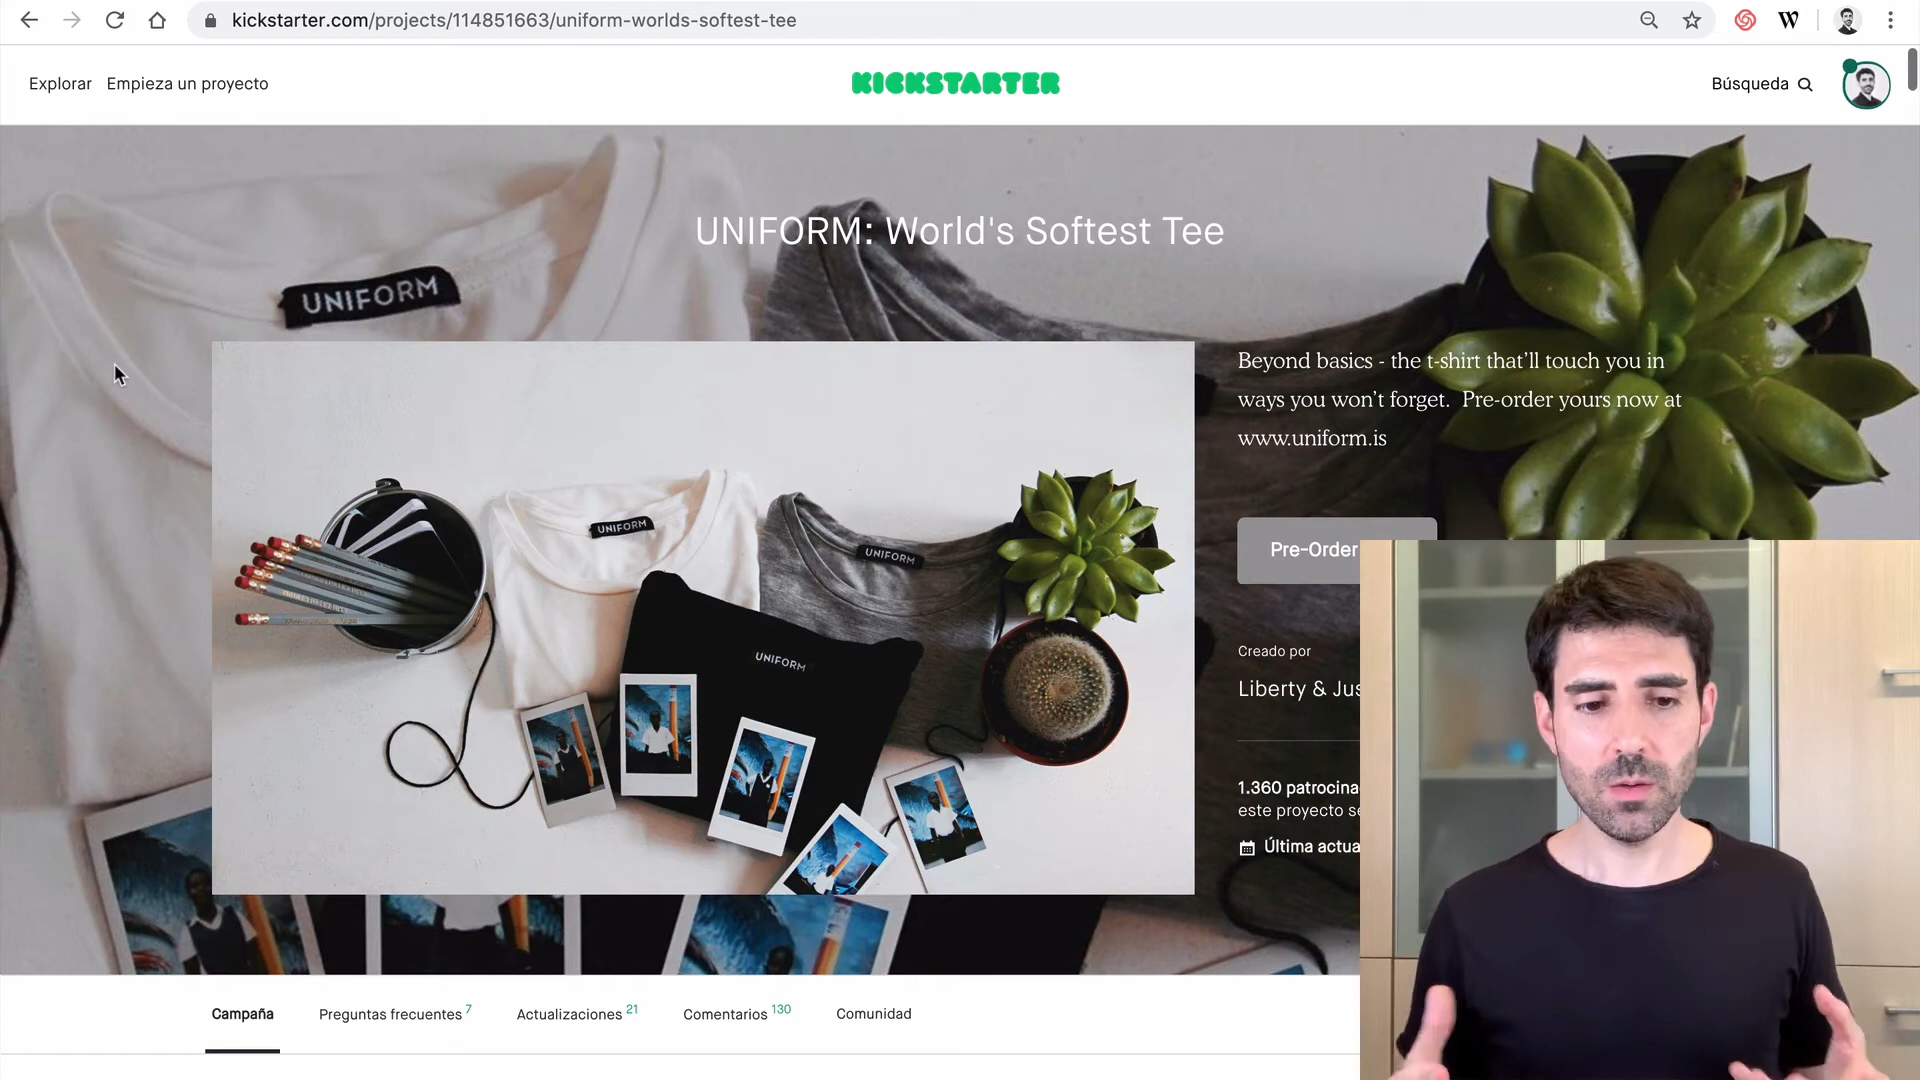 kickstarter.com/projects/114851663/uniform-worlds-softest-tee
W
Explorar
Empieza un proyecto
KICKSTARTER
Búsqueda
UNIFORM: World's Softest Tee
UNIFORM
Beyond basics - the t-shirt that'll touch you in
ways you won't forget. Pre-order yours now at
www.uniform.is
UNIFORM
UNIFORM
UNIFORM
Pre-Order
Creado por
Liberty & Jus
1.360 patrocina
este proyecto se
Última actua
Campaña
Preguntas frecuentes 7
Actualizaciones 21
Comentarios 130
Comunidad